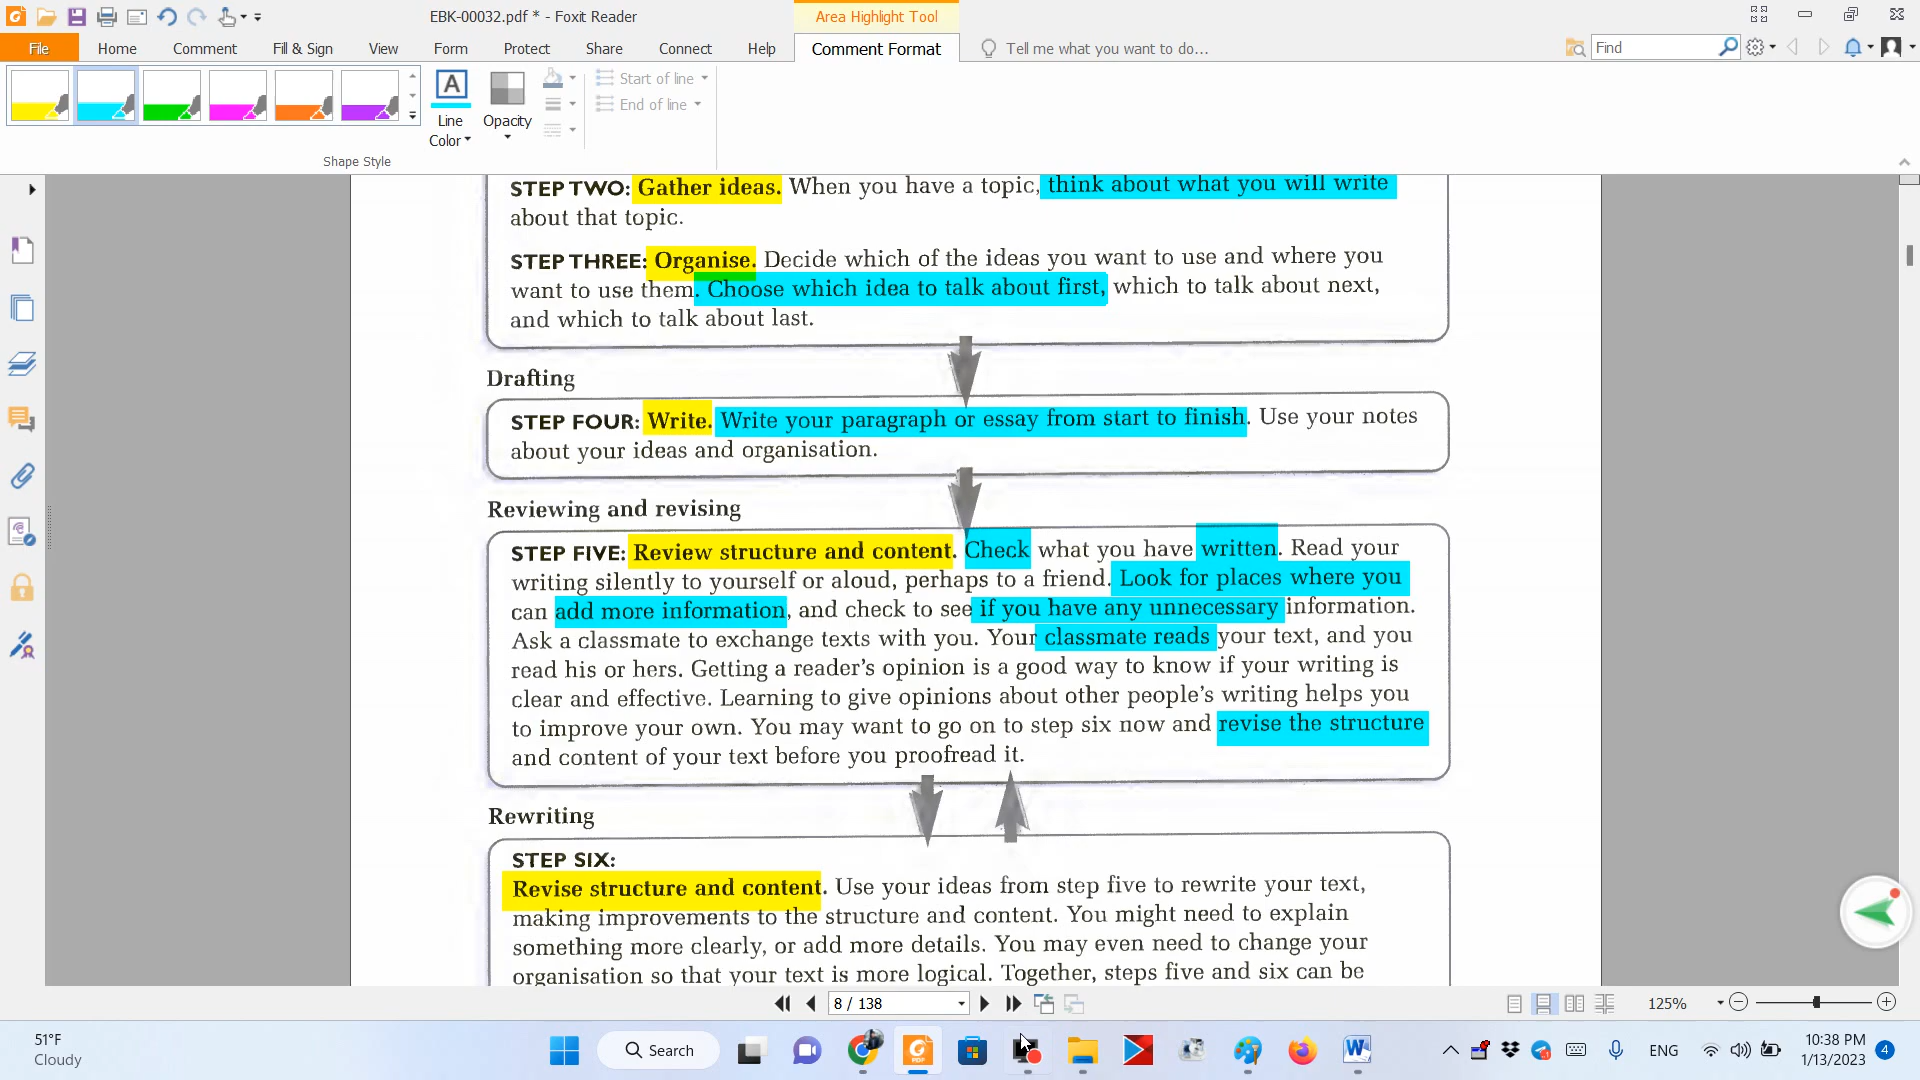 EBK-00032.pdf * - Foxit Reader
Area Highlight Tool
File Home Comment Fill & Sign View Form Protect Share Connect Help Comment Format Tell me what you want to do... Find
Line Color
Opacity
Start of line
End of line
Shape Style
STEP TWO: Gather ideas. When you have a topic, think about what you will write
about that topic.
STEP THREE: Organise. Decide which of the ideas you want to use and where you
want to use them. Choose which idea to talk about first, which to talk about next,
and which to talk about last.
Drafting
STEP FOUR: Write. Write your paragraph or essay from start to finish. Use your notes
about your ideas and organisation.
Reviewing and revising
STEP FIVE: Review structure and content. Check what you have written. Read your
writing silently to yourself or aloud, perhaps to a friend. Look for places where you
can add more information, and check to see if you have any unnecessary information.
Ask a classmate to exchange texts with you. Your classmate reads your text, and you
read his or hers. Getting a reader's opinion is a good way to know if your writing is
clear and effective. Learning to give opinions about other people's writing helps you
to improve your own. You may want to go on to step six now and revise the structure
and content of your text before you proofread it.
Rewriting
STEP SIX:
Revise structure and content. Use your ideas from step five to rewrite your text,
making improvements to the structure and content. You might need to explain
something more clearly, or add more details. You may even need to change your
organisation so that your text is more logical. Together, steps five and six can be
8 / 138
125%
51°F
Cloudy
Search
ENG
10:38 PM
1/13/2023
4